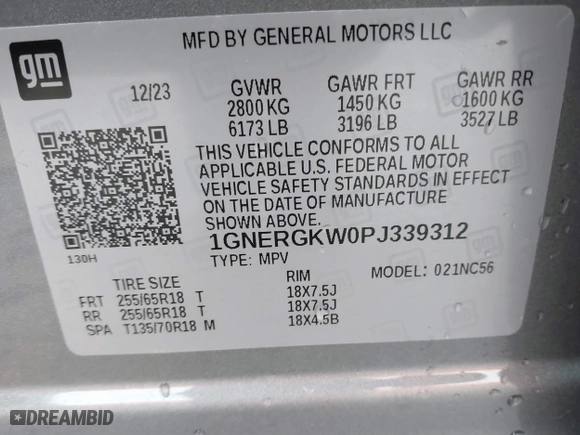 gm
MFD BY GENERAL MOTORS LLC
12/23 GVWR GAWR FRT GAWR RR
2800 KG 1450 KG 1600 KG
6173 LB 3196 LB 3527 LB
THIS VEHICLE CONFORMS TO ALL
APPLICABLE U.S. FEDERAL MOTOR
VEHICLE SAFETY STANDARDS IN EFFECT
ON THE DATE OF MANUFACTURE
SHOWN ABOVE.
1GNERGKW0PJ339312
130H TYPE: MPV MODEL: 021NC56
TIRE SIZE RIM
FRT 255/65R18 T 18X7.5J
RR 255/65R18 T 18X7.5J
SPA T135/70R18 M 18X4.5B
DREAMBID